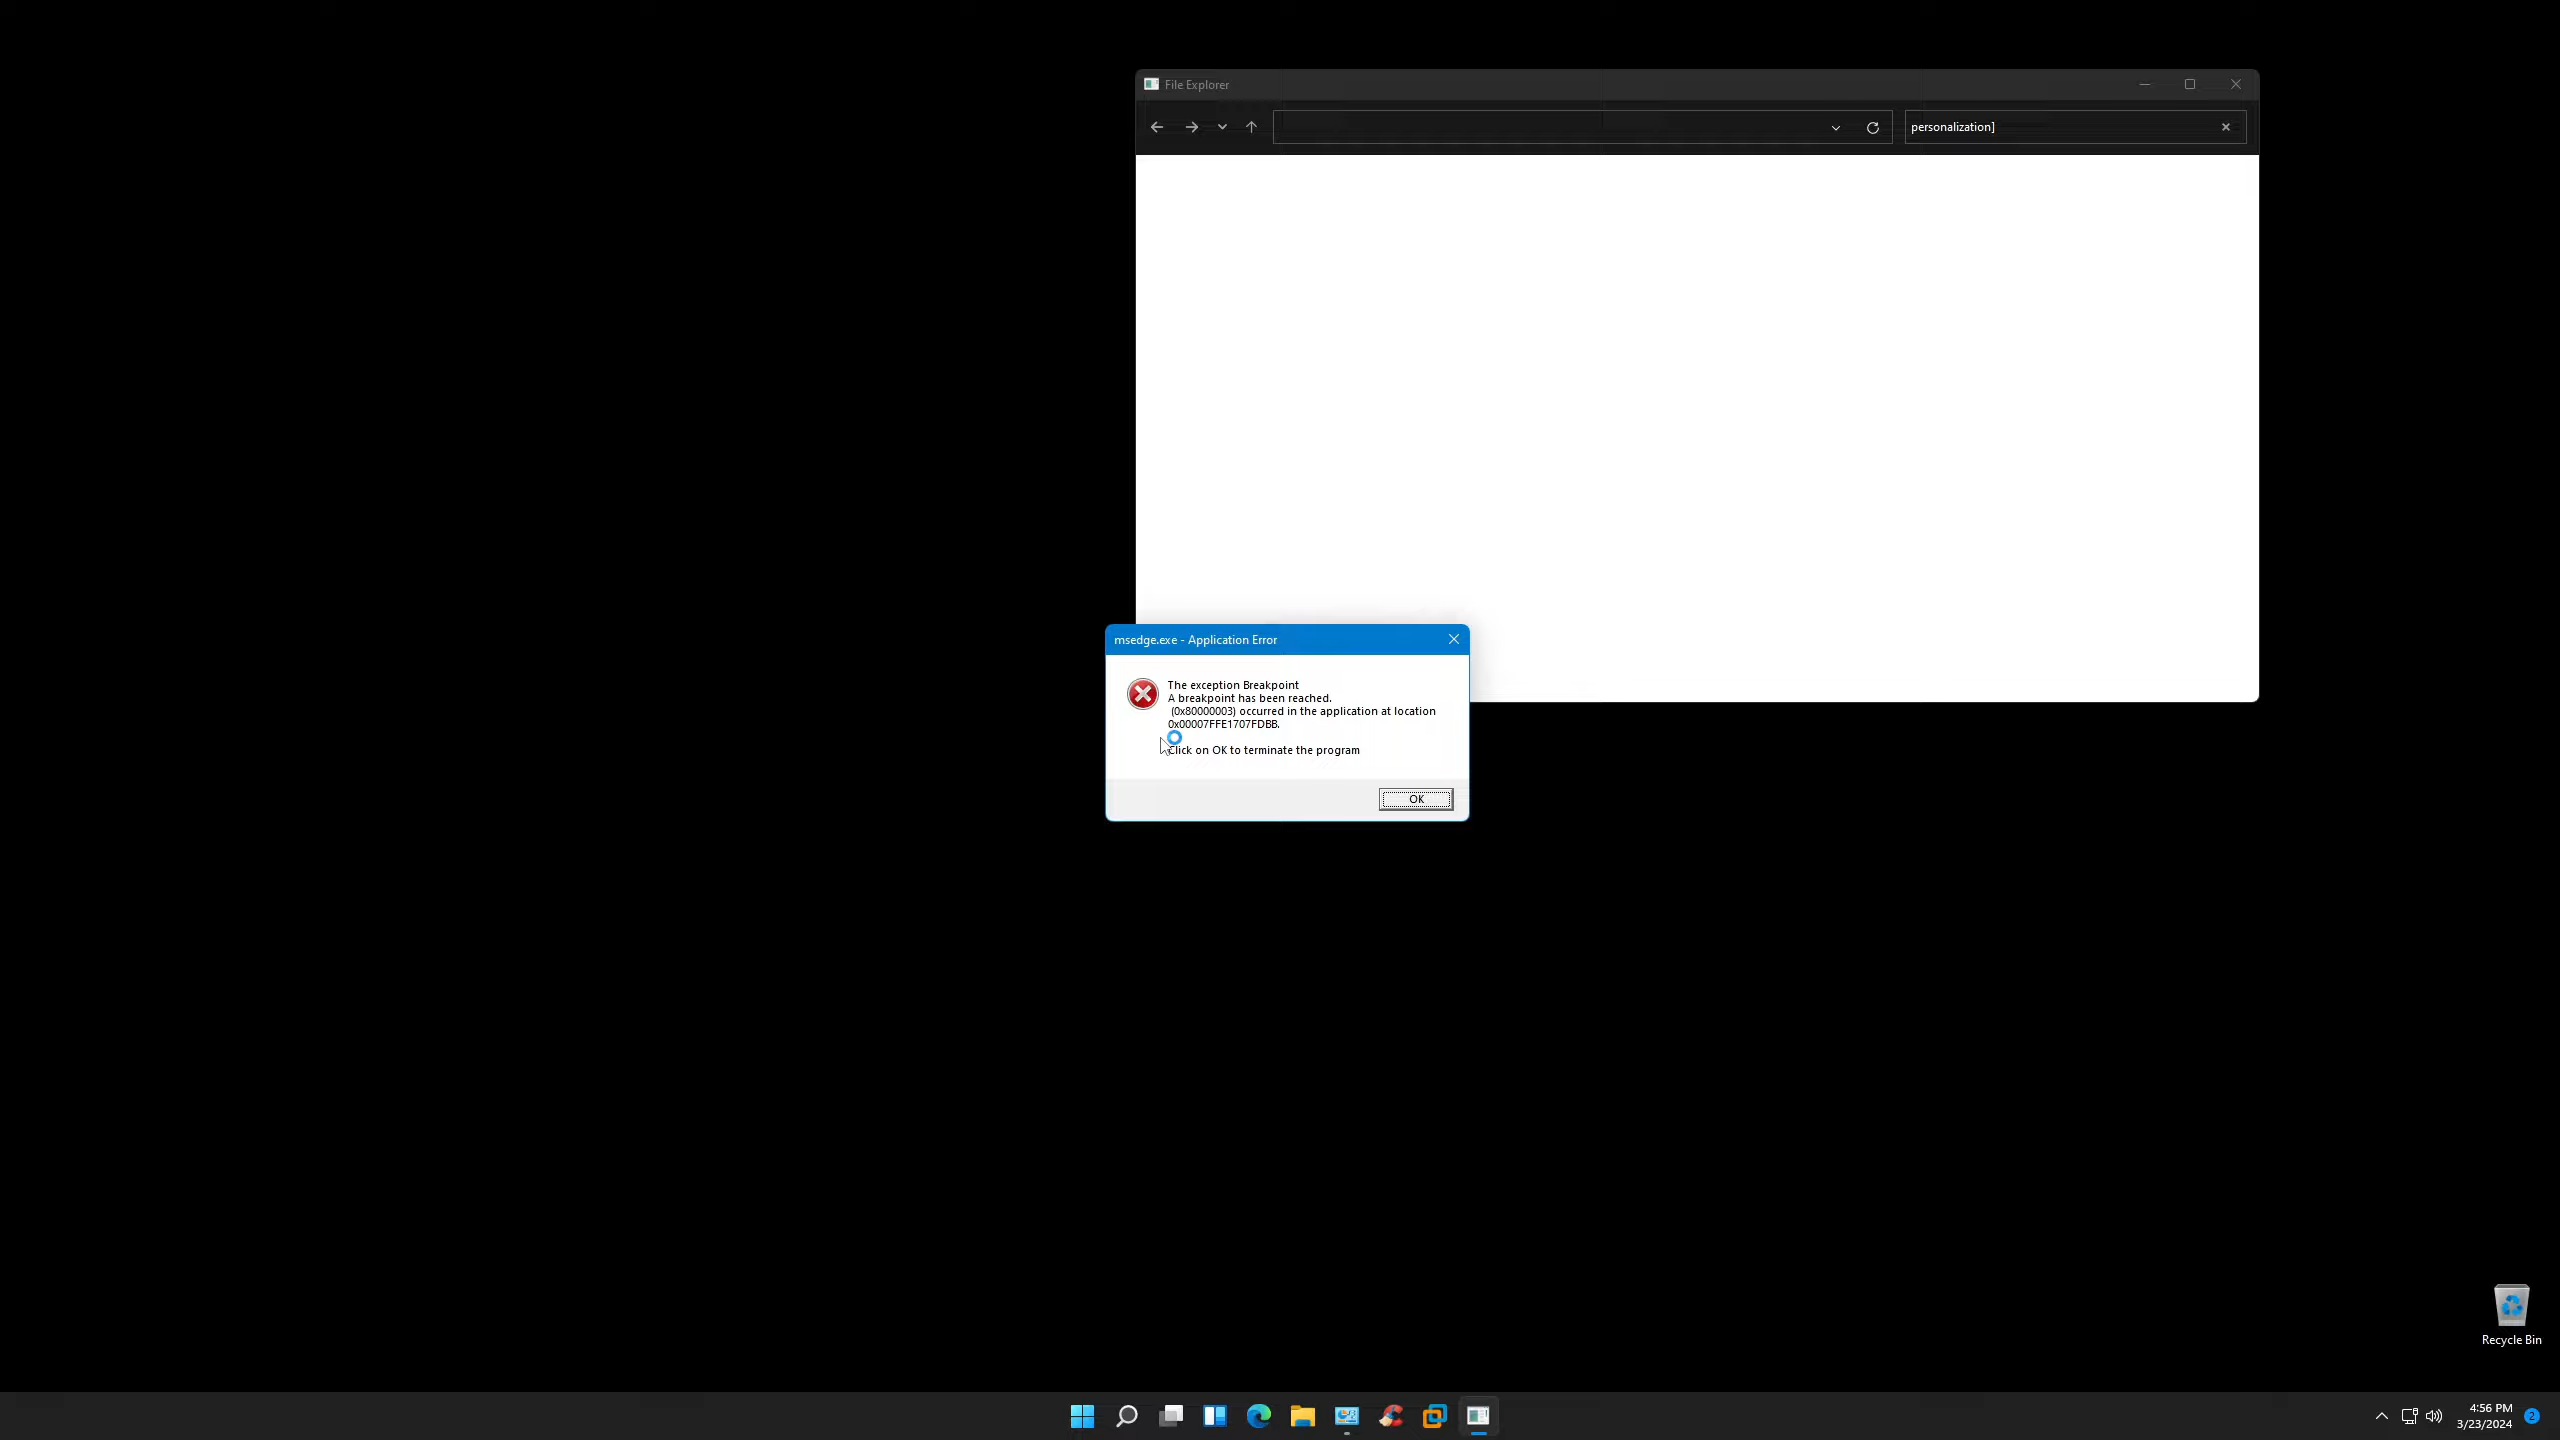 File Explorer
personalization]
msedge.exe - Application Error
The exception Breakpoint
A breakpoint has been reached.
(0x80000003) occurred in the application at location
0x00007FFE1707FDBB.
Click on OK to terminate the program
OK
Recycle Bin
4:56 PM
3/23/2024
2